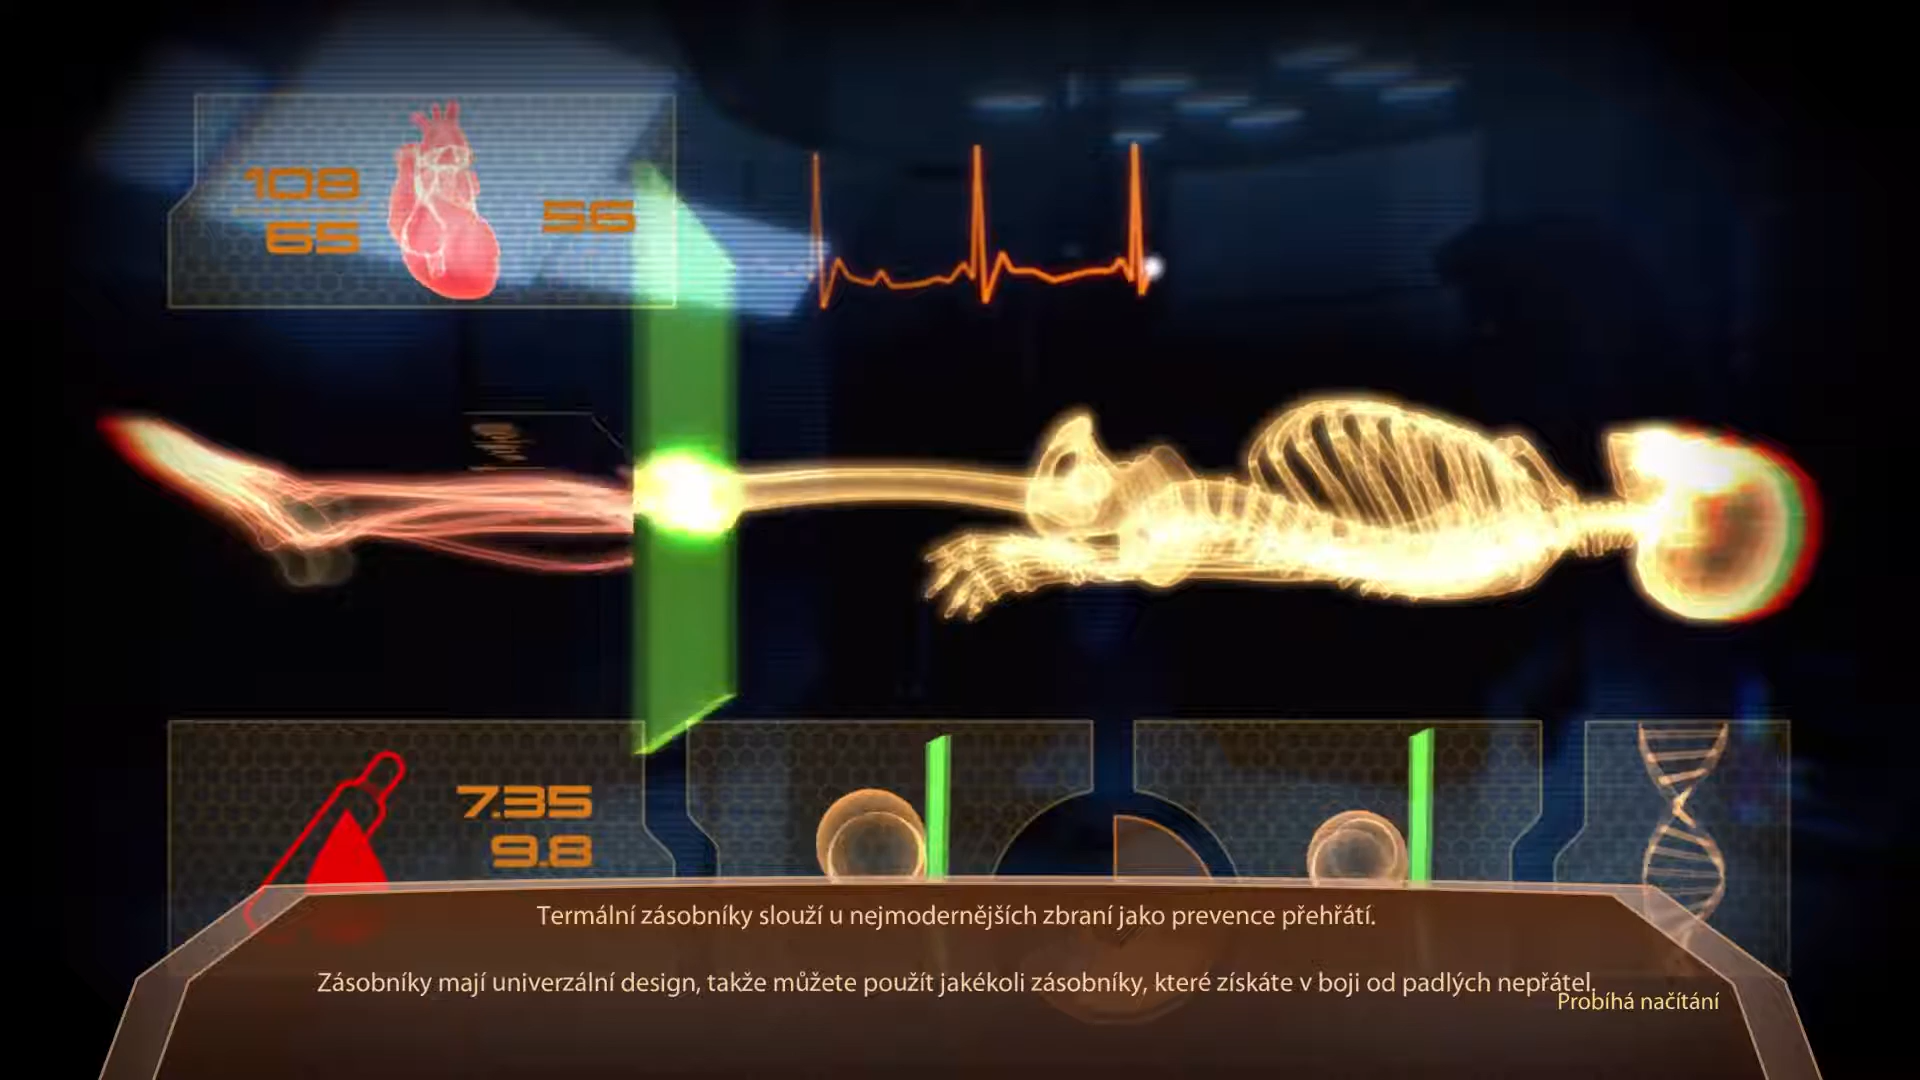 108
65
56
7.35
9.8
Termální zásobníky slouží u nejmodernějších zbraní jako prevence přehřátí.
Zásobníky mají univerzální design, takže můžete použít jakékoli zásobníky, které získáte v boji od padlých nepřátel.
Probíhá načítání